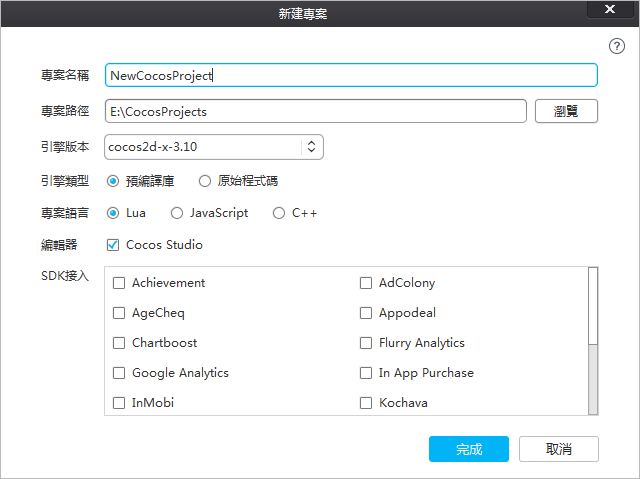 新建專案
專案名稱 NewCocosProject
專案路徑 E:\CocosProjects 瀏覽
引擎版本 cocos2d-x-3.10
引擎類型 預編譯庫 原始程式碼
專案語言 Lua JavaScript C++
編輯器 Cocos Studio
SDK接入
Achievement AdColony
AgeCheq Appodeal
Chartboost Flurry Analytics
Google Analytics In App Purchase
InMobi Kochava
完成 取消